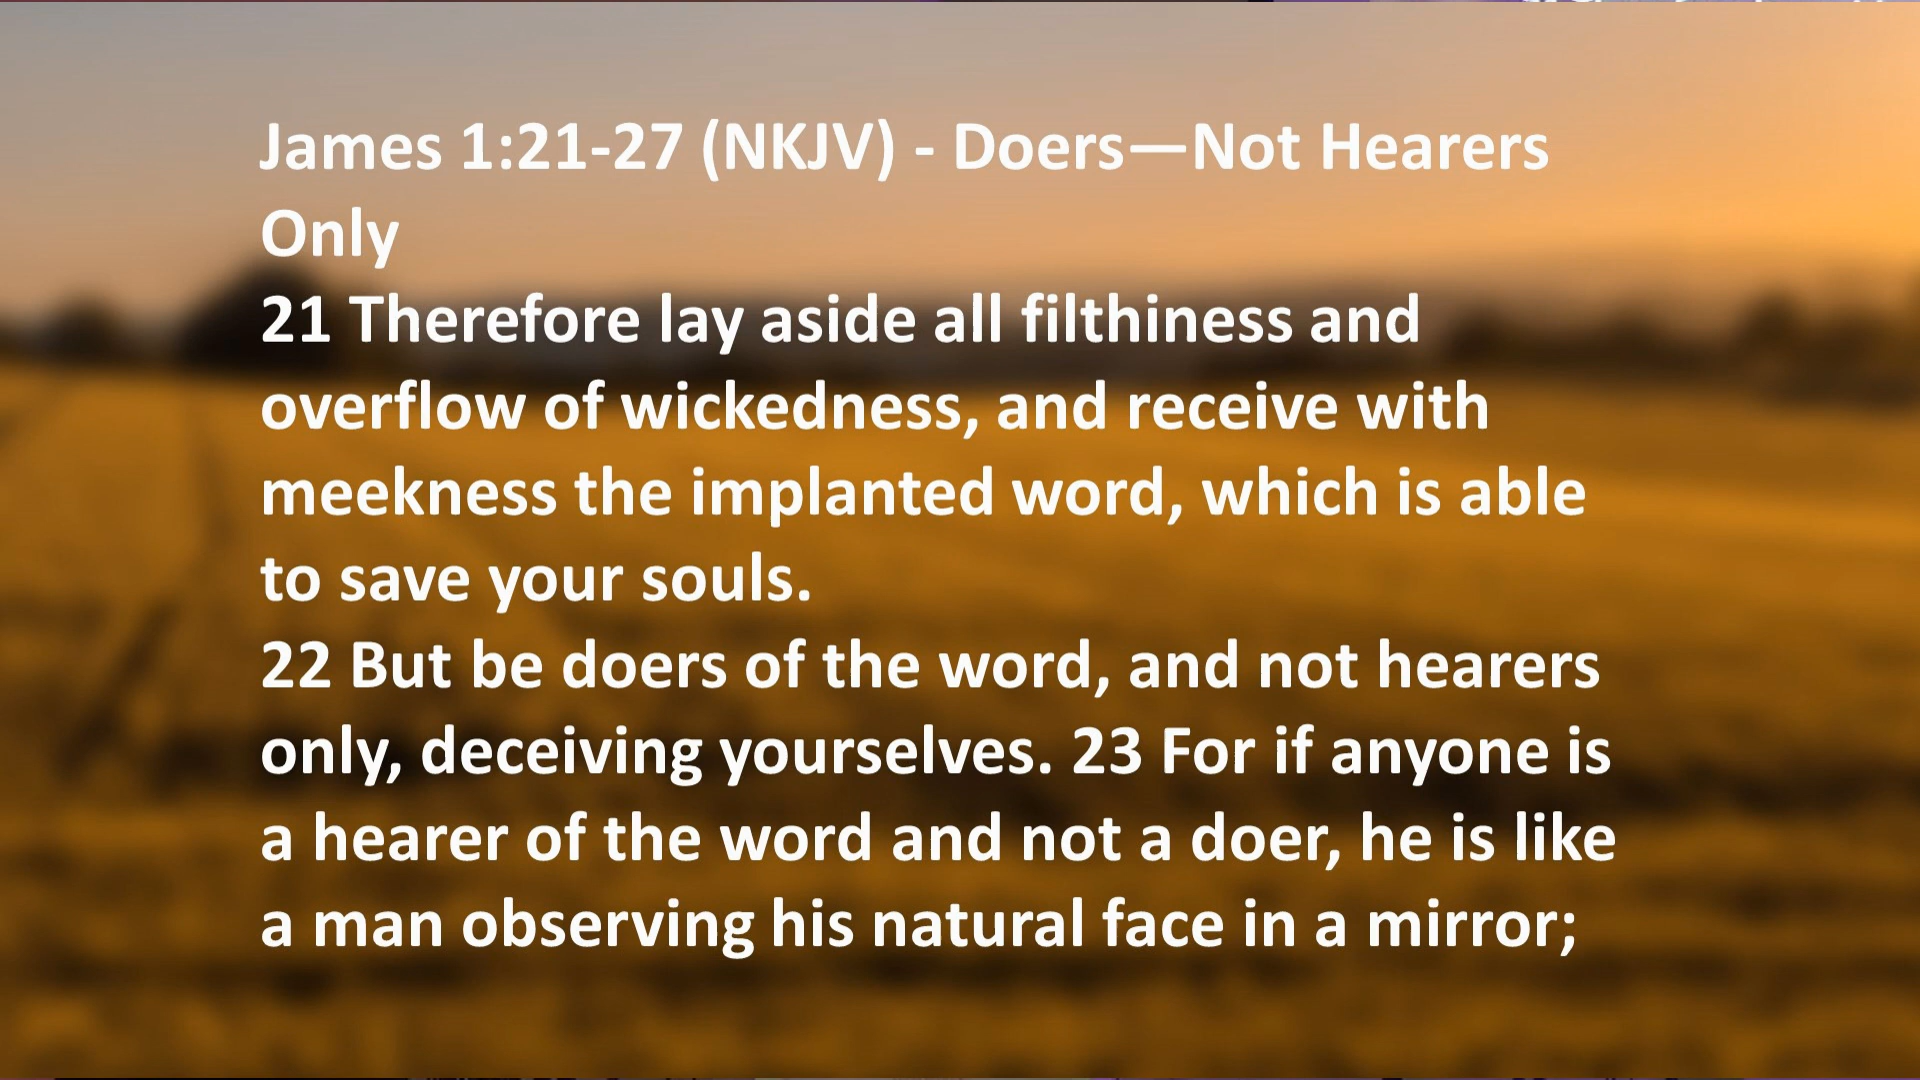 James 1:21-27 (NKJV) - Doers—Not Hearers
Only
21 Therefore lay aside all filthiness and
overflow of wickedness, and receive with
meekness the implanted word, which is able
to save your souls.
22 But be doers of the word, and not hearers
only, deceiving yourselves. 23 For if anyone is
a hearer of the word and not a doer, he is like
a man observing his natural face in a mirror;